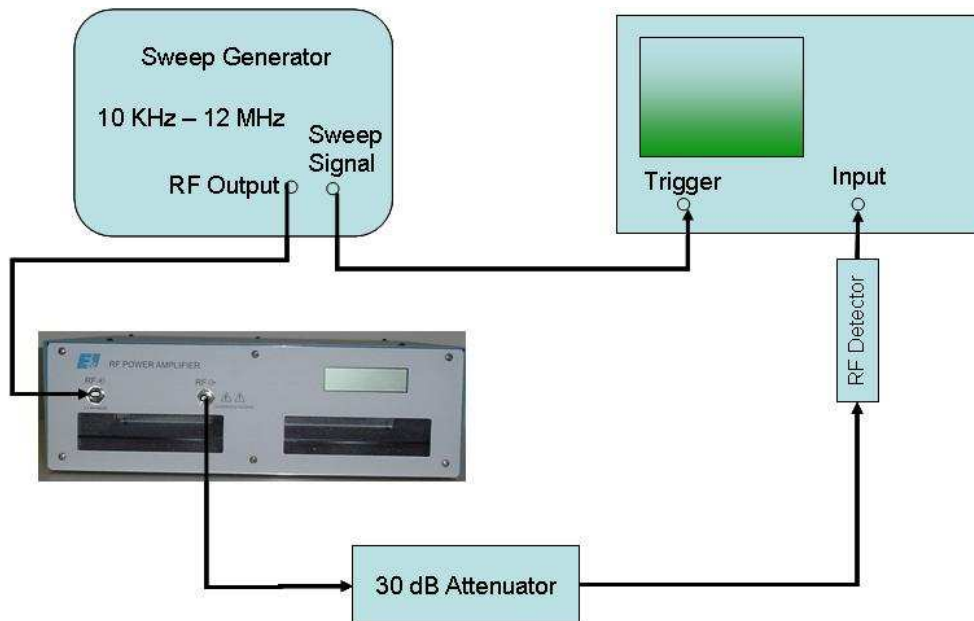 Sweep Generator
10 KHz – 12 MHz
Sweep
Signal
RF Output
Trigger
Input
RF Detector
RF POWER AMPLIFIER
30 dB Attenuator